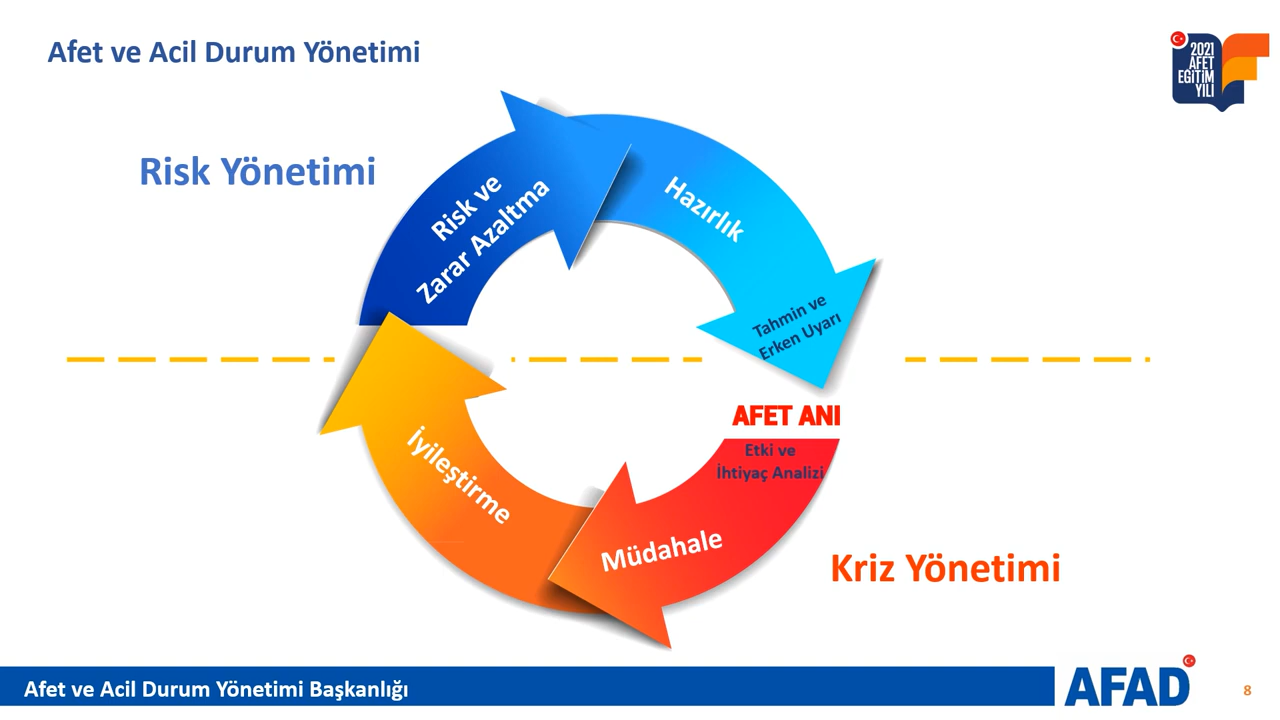 Afet ve Acil Durum Yönetimi
2021
AFET
EĞİTİM
YILI
Risk Yönetimi
Risk ve
Zarar Azaltma
Hazırlık
Tahmin ve
Erken Uyarı
AFET ANI
Etki ve
İhtiyaç Analizi
İyileştirme
Müdahale
Kriz Yönetimi
Afet ve Acil Durum Yönetimi Başkanlığı
AFAD
8